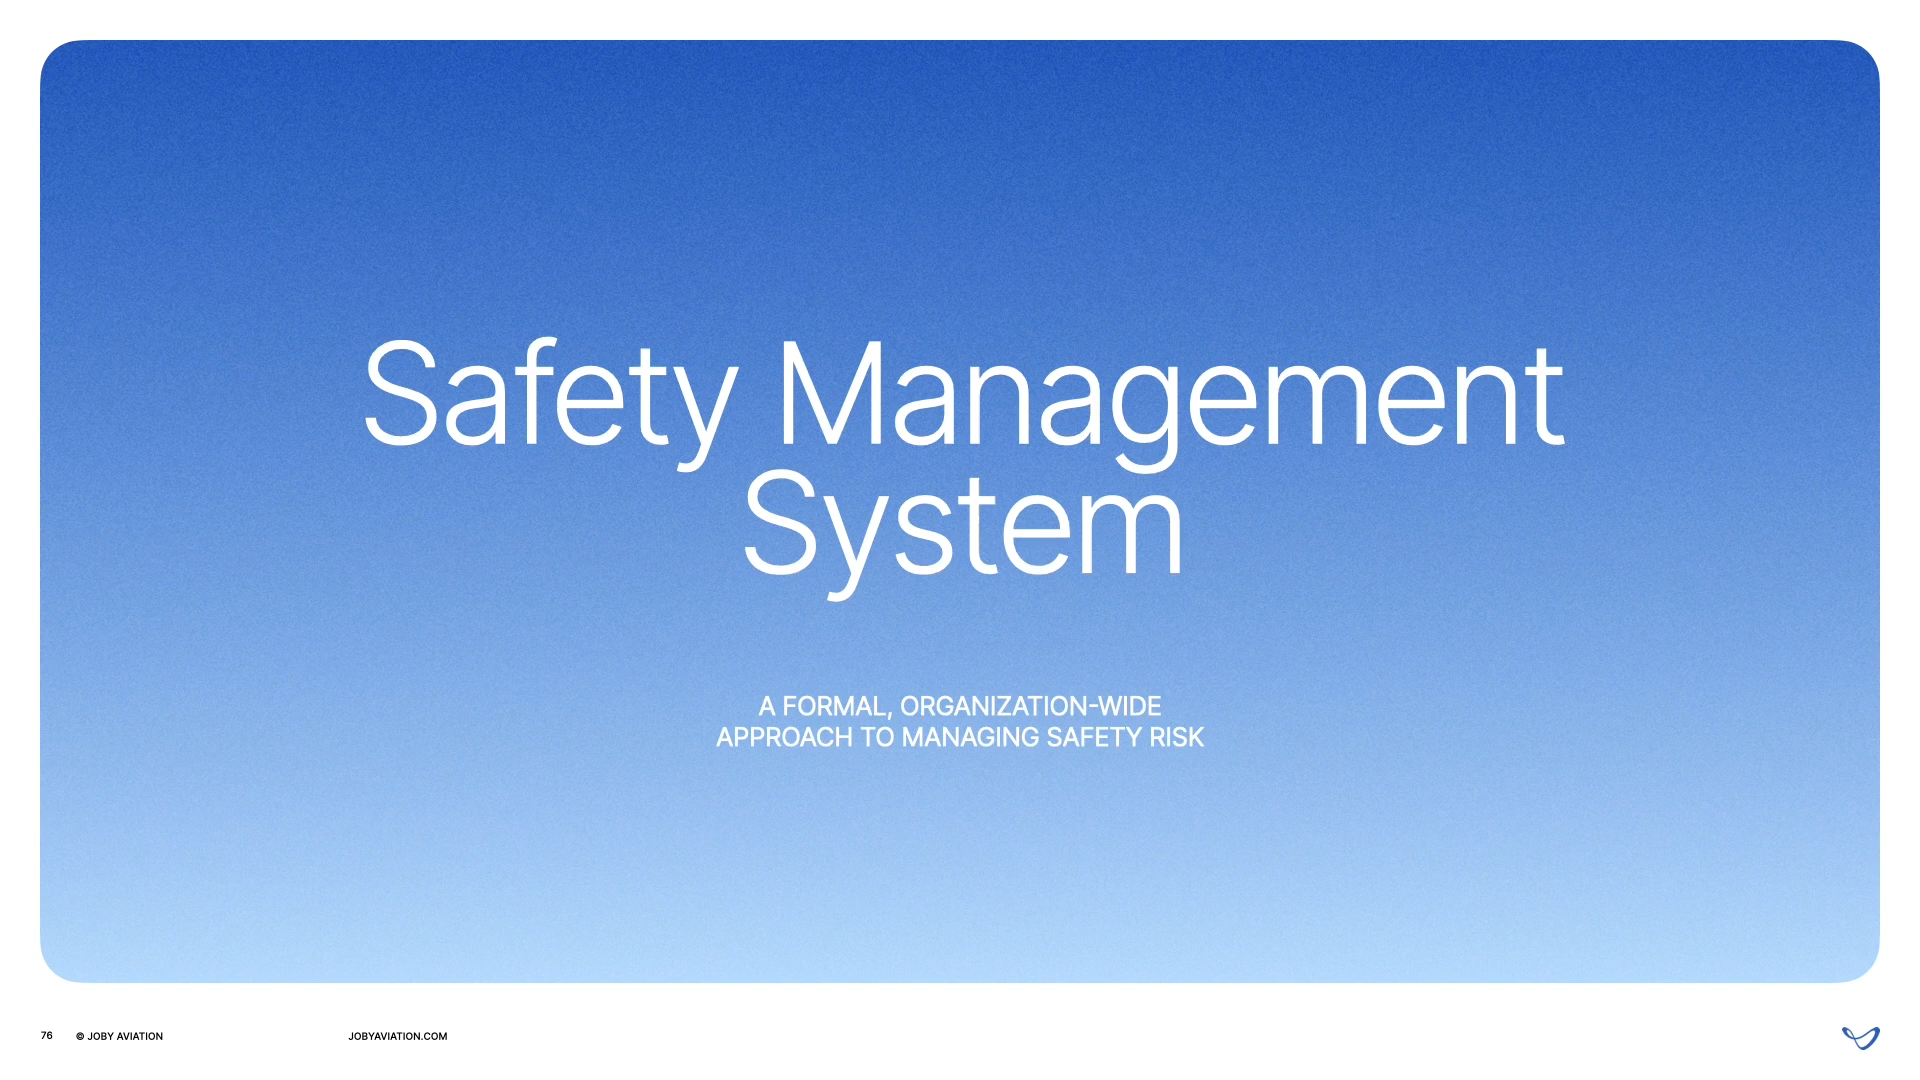 Safety Management
System
A FORMAL, ORGANIZATION-WIDE
APPROACH TO MANAGING SAFETY RISK
76 © JOBY AVIATION JOBYAVIATION.COM